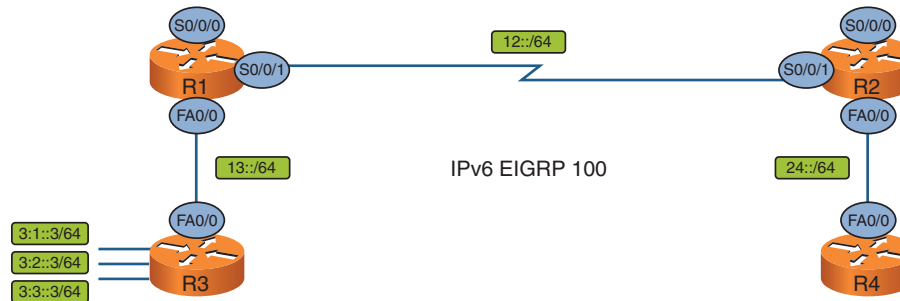 S0/0/0
S0/0/0
12::/64
S0/0/1
S0/0/1
R1
R2
FA0/0
FA0/0
13::/64
IPv6 EIGRP 100
24::/64
FA0/0
FA0/0
3:1::3/64
3:2::3/64
3:3::3/64
R3
R4